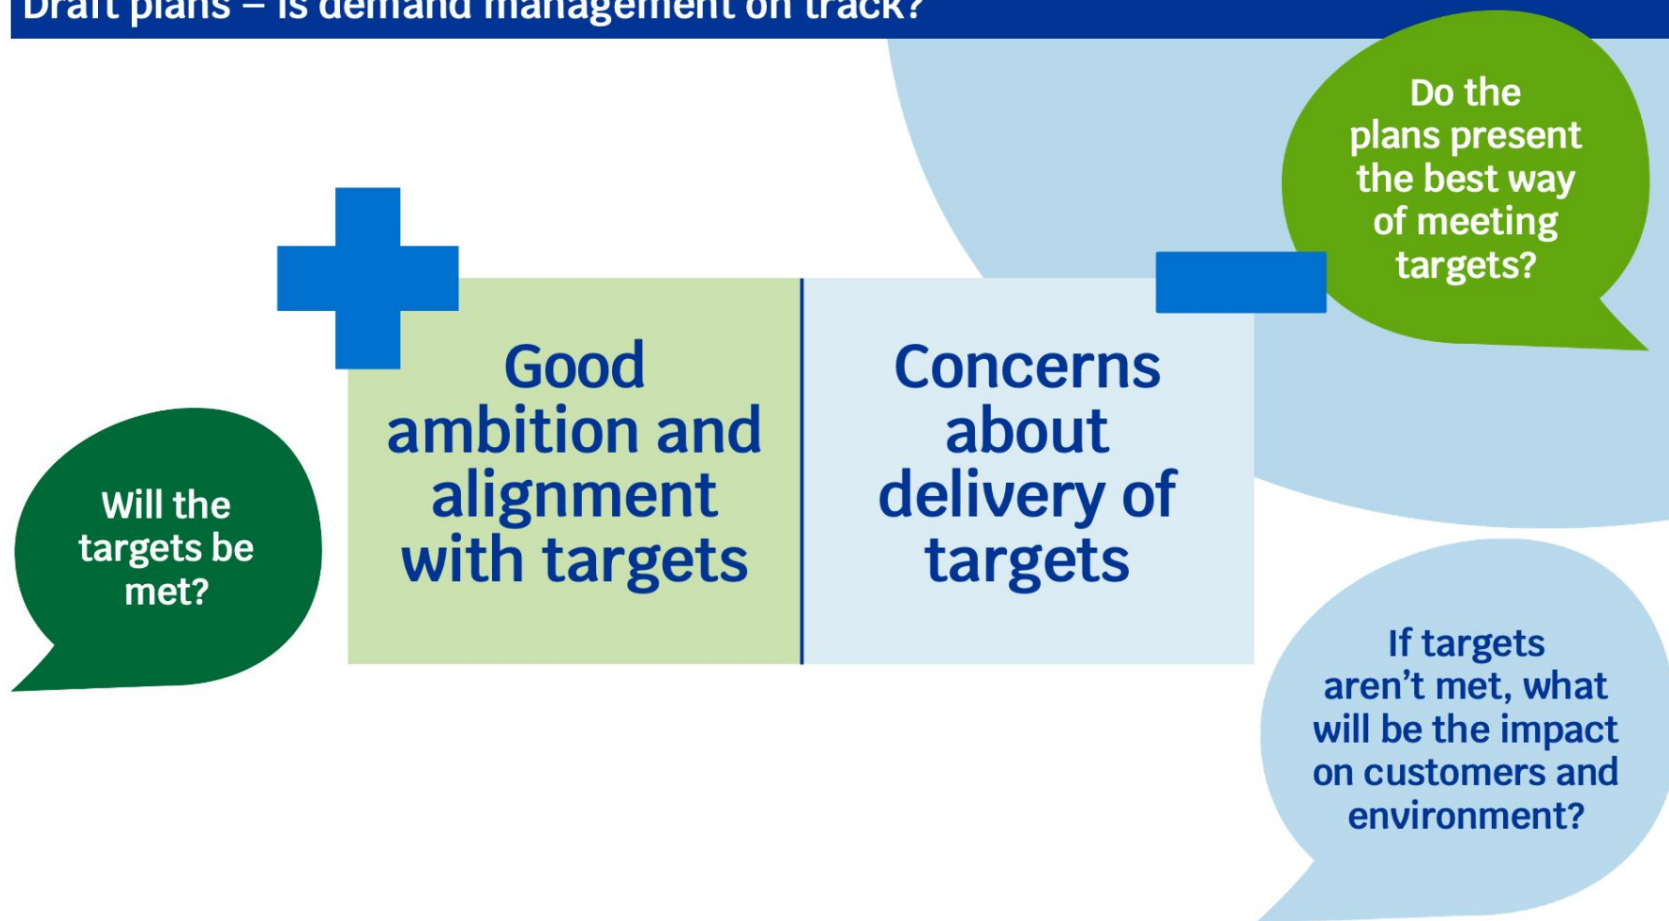 Draft plans – is demand management on track?
Do the
plans present
the best way
of meeting
targets?
Good
ambition and
alignment
with targets
Concerns
about
delivery of
targets
Will the
targets be
met?
If targets
aren’t met, what
will be the impact
on customers and
environment?